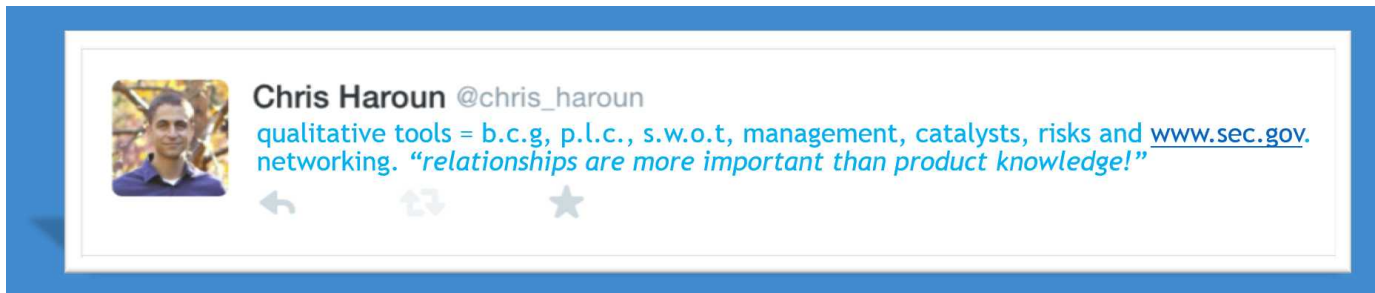 Chris Haroun @chris_haroun
qualitative tools = b.c.g, p.l.c., s.w.o.t, management, catalysts, risks and www.sec.gov.
networking. “relationships are more important than product knowledge!”